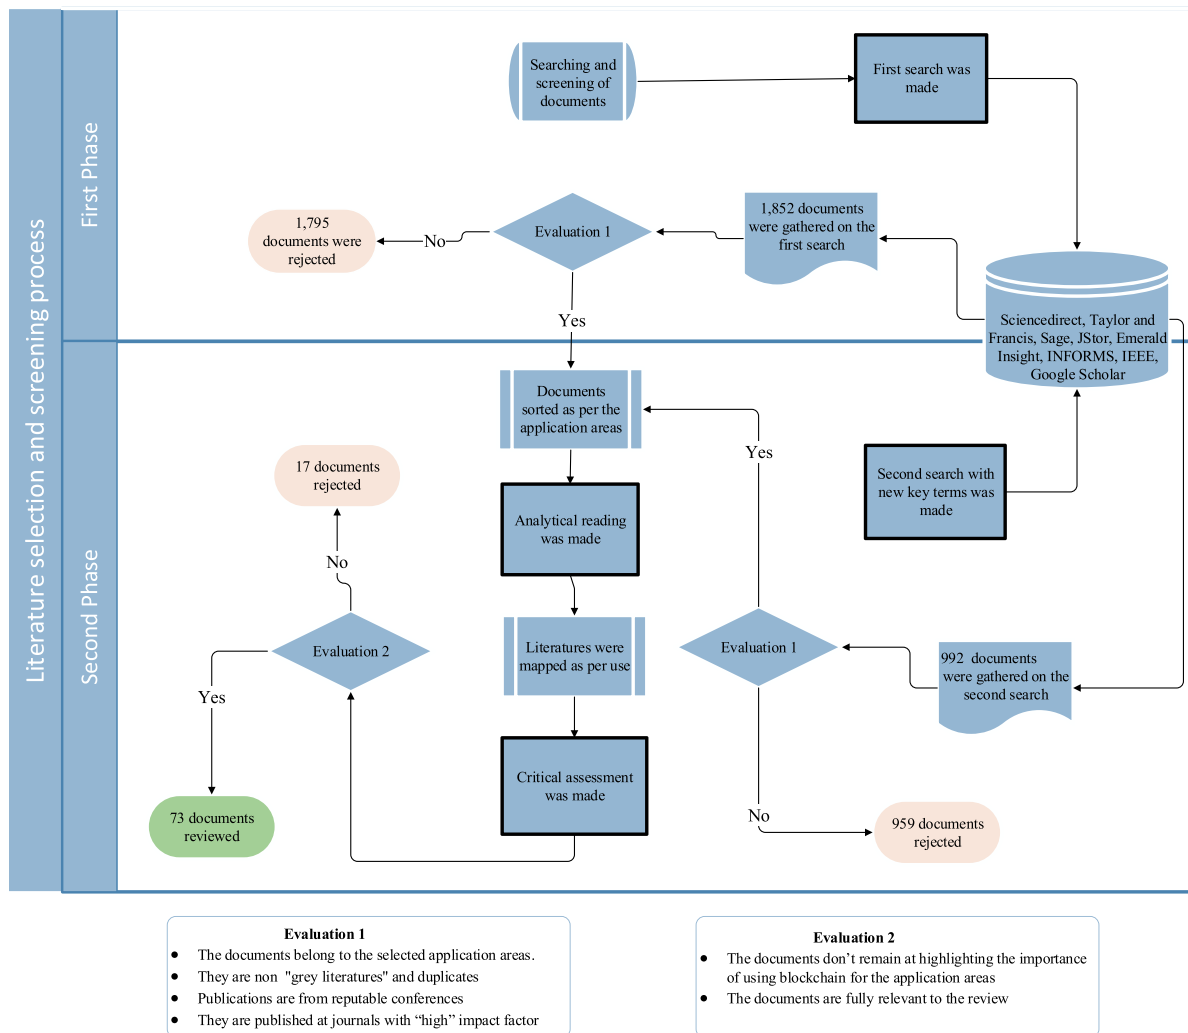 Literature selection and screening process
First Phase
Searching and
screening of
documents
First search was
made
1,852 documents
were gathered on the
first search
Evaluation 1
No
1,795
documents were
rejected
Yes
Sciencedirect, Taylor and
Francis, Sage, JStor, Emerald
Insight, INFORMS, IEEE,
Google Scholar
Second Phase
Documents
sorted as per the
application areas
Yes
17 documents
rejected
Second search with
new key terms was
made
Analytical reading
was made
No
Evaluation 2
Literatures were
mapped as per use
Evaluation 1
992 documents
were gathered on the
second search
Yes
Critical assessment
was made
No
73 documents
reviewed
959 documents
rejected
Evaluation 1
• The documents belong to the selected application areas.
• They are non "grey literatures" and duplicates
• Publications are from reputable conferences
• They are published at journals with “high” impact factor
Evaluation 2
• The documents don’t remain at highlighting the importance
of using blockchain for the application areas
• The documents are fully relevant to the review